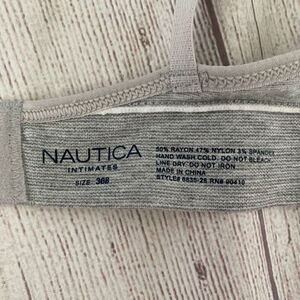 NAUTICA
INTIMATES
SIZE 36B
50% RAYON 47% NYLON 3% SPANDEX
HAND WASH COLD. DO NOT BLEACH
LINE DRY. DO NOT IRON
MADE IN CHINA
STYLE# 6635-28 RN# 90410